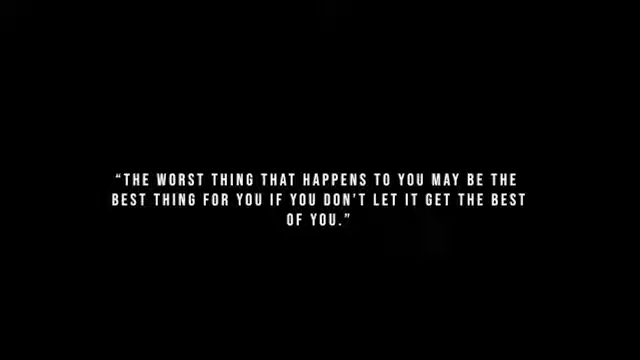 “THE WORST THING THAT HAPPENS TO YOU MAY BE THE
BEST THING FOR YOU IF YOU DON'T LET IT GET THE BEST
OF YOU.”